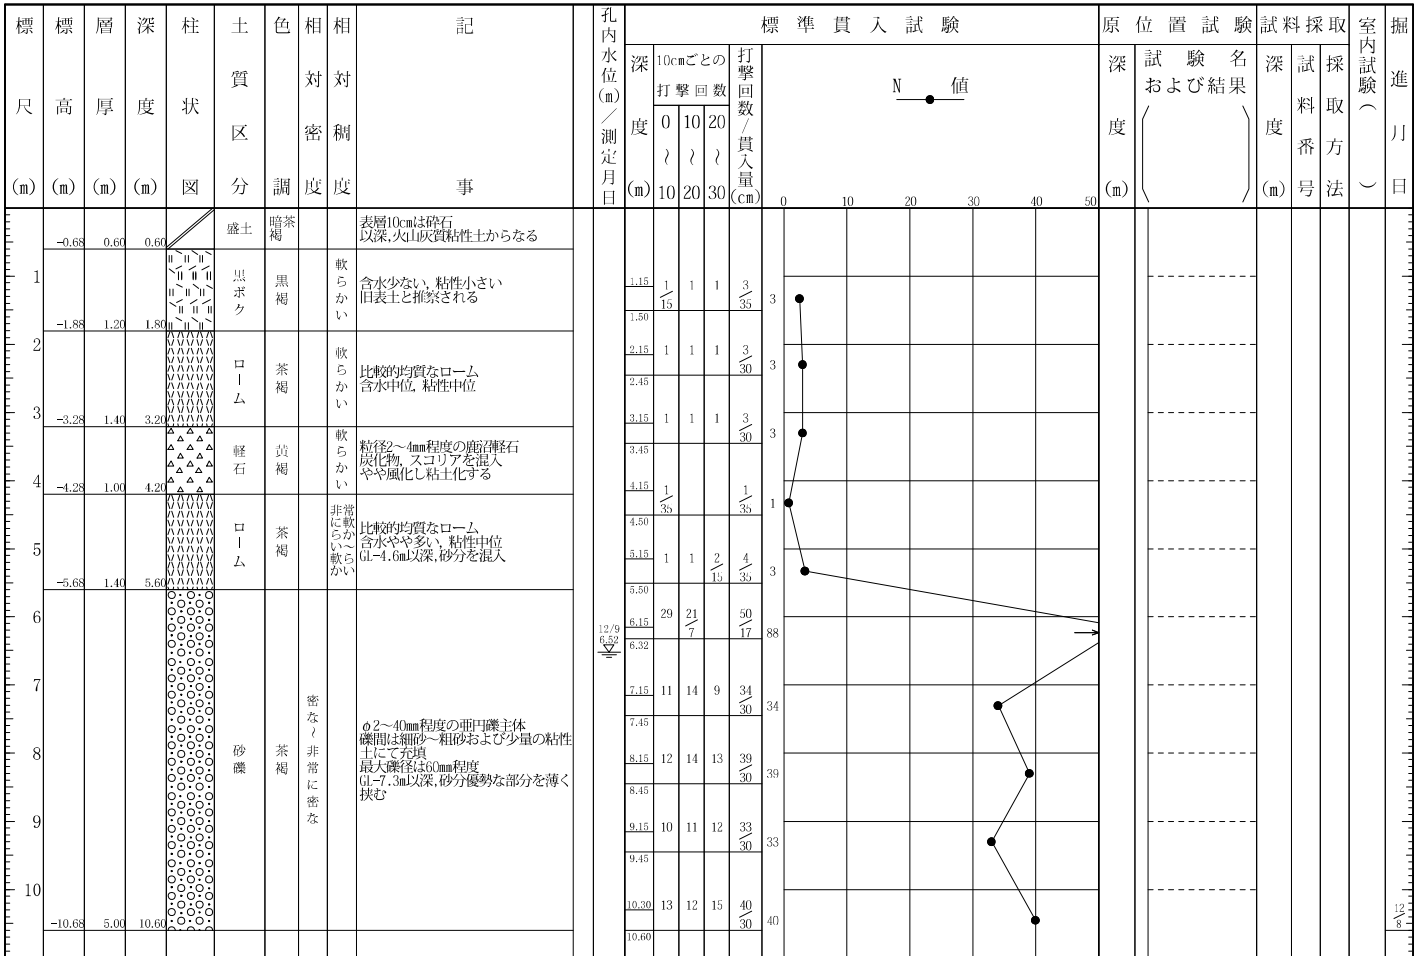 標尺(m)
標高(m)
層厚(m)
深度(m)
柱状図
土質区分
色調
相対密度
相対稠度
記事
孔内水位(m)/測定月日
標準貫入試験
深度(m)
10cmごとの
打撃回数
0 10 20
～ ～ ～
10 20 30
打撃回数/貫入量(cm)
N 値
0 10 20 30 40 50
原位置試験
深度(m)
試験名
および結果
試料採取
深度(m)
試料番号
採取方法
室内試験( )
掘進月日
-0.68 0.60 0.60
盛土
暗茶褐
表層10cmは砕石
以深,火山灰質粘性土からなる
1
-1.88 1.20 1.80
黒ボク
黒褐
軟らかい
含水少ない, 粘性小さい
旧表土と推察される
1.15 1/15 1 1 3/35 3
1.50
2
-3.28 1.40 3.20
ローム
茶褐
軟らかい
比較的均質なローム
含水中位, 粘性中位
2.15 1 1 1 3/30 3
2.45
3
3.15 1 1 1 3/30 3
3.45
-4.28 1.00 4.20
軽石
黄褐
軟らかい
粒径2～4mm程度の鹿沼軽石
炭化物, スコリアを混入
やや風化し粘土化する
4
4.15 1/35 1/35 1
4.50
-5.68 1.40 5.60
ローム
茶褐
非常に軟らかい～軟らかい
比較的均質なローム
含水やや多い, 粘性中位
GL-4.6m以深,砂分を混入
5
5.15 1 1 2/15 4/35 3
5.50
6
6.15 29 21/7 50/17 88
6.32
12/9
6.52
7
7.15 11 14 9 34/30 34
7.45
-10.68 5.00 10.60
砂礫
茶褐
密な～非常に密な
φ2～40mm程度の亜円礫主体
礫間は細砂～粗砂および少量の粘性
土にて充填
最大礫径は60mm程度
GL-7.3m以深,砂分優勢な部分を薄く
挟む
8
8.15 12 14 13 39/30 39
8.45
9
9.15 10 11 12 33/30 33
9.45
10
10.30 13 12 15 40/30 40
10.60
12/8